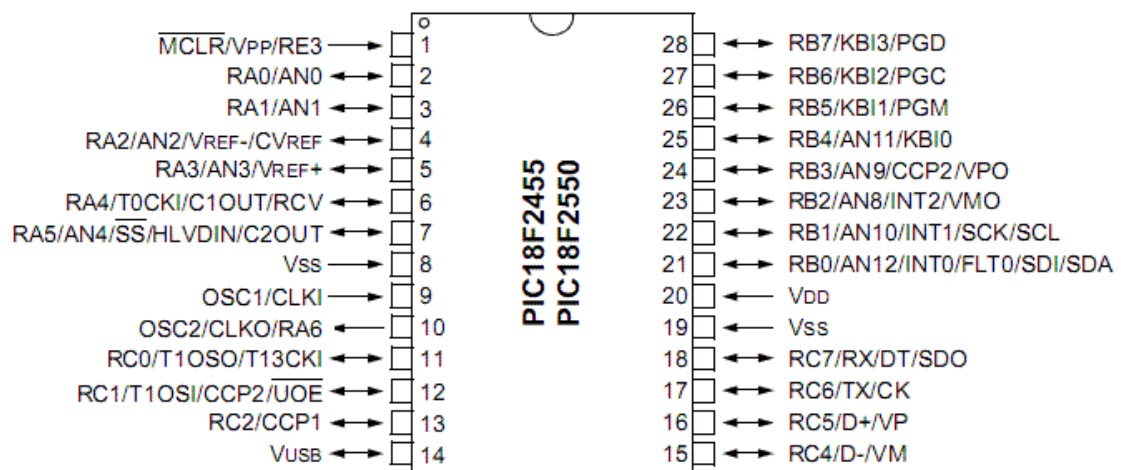 MCLR/VPP/RE3 1 28 RB7/KBI3/PGD
RA0/AN0 2 27 RB6/KBI2/PGC
RA1/AN1 3 26 RB5/KBI1/PGM
RA2/AN2/VREF-/CVREF 4 25 RB4/AN11/KBI0
RA3/AN3/VREF+ 5 24 RB3/AN9/CCP2/VPO
RA4/T0CKI/C1OUT/RCV 6 23 RB2/AN8/INT2/VMO
RA5/AN4/SS/HLVDIN/C2OUT 7 22 RB1/AN10/INT1/SCK/SCL
VSS 8 21 RB0/AN12/INT0/FLT0/SDI/SDA
OSC1/CLKI 9 20 VDD
OSC2/CLKO/RA6 10 19 VSS
RC0/T1OSO/T13CKI 11 18 RC7/RX/DT/SDO
RC1/T1OSI/CCP2/UOE 12 17 RC6/TX/CK
RC2/CCP1 13 16 RC5/D+/VP
VUSB 14 15 RC4/D-/VM
PIC18F2455
PIC18F2550